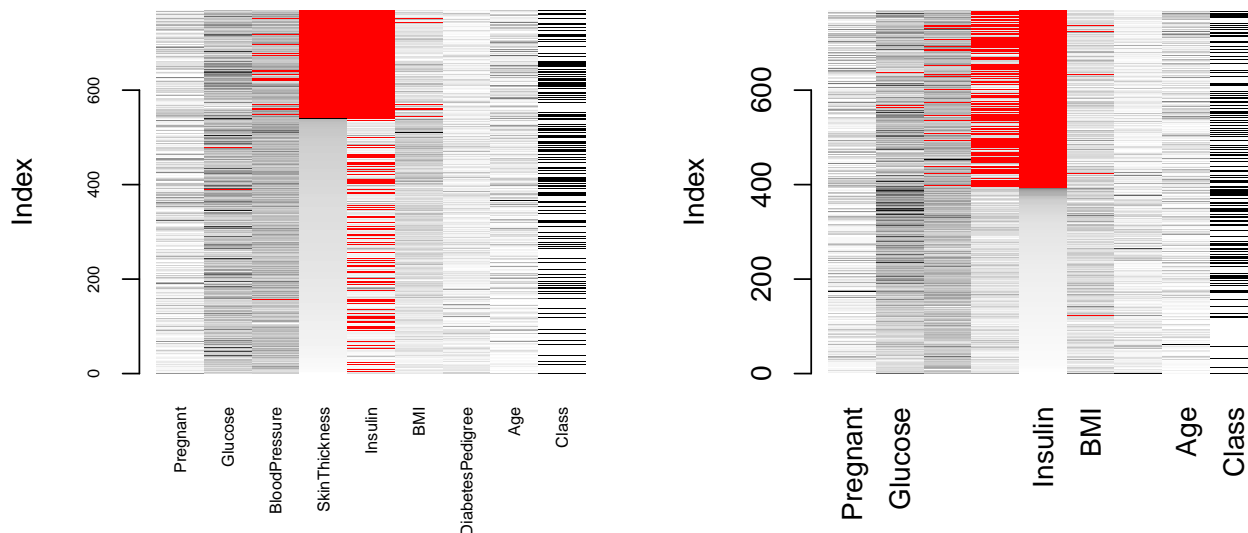 Index
600
400
200
0
Pregnant
Glucose
BloodPressure
SkinThickness
Insulin
BMI
DiabetesPedigree
Age
Class
Index
600
400
200
0
Pregnant
Glucose
Insulin
BMI
Age
Class